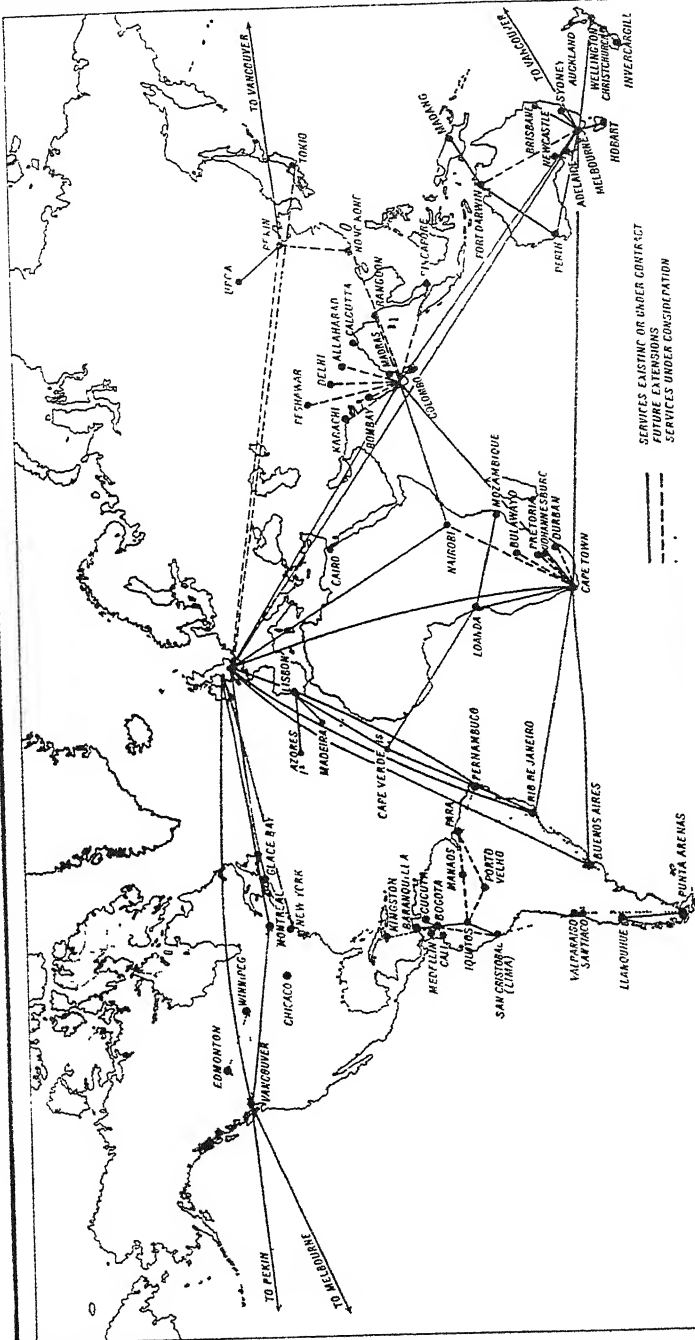 TO VANCOUVER
TO VANCOUVER
PEKIN
TOKIO
URGA
HONG KONG
MADANG
SYDNEY
AUCKLAND
WELLINGTON
CHRISTCHURCH
INVERCARGILL
BRISBANE
NEWCASTLE
ADELAIDE
MELBOURNE
HOBART
PORT DARWIN
PERTH
SINGAPORE
RANGOON
CALCUTTA
ALLAHABAD
DELHI
PESHAWAR
KARACHI
BOMBAY
MADRAS
COLOMBO
CAIRO
NAIROBI
MOZAMBIQUE
BULAWAYO
PRETORIA
JOHANNESBURG
DURBAN
CAPE TOWN
LOANDA
LISBON
AZORES
MADEIRA
CAPE VERDE IS
PERNAMBUCO
RIO DE JANEIRO
BUENOS AIRES
PARA
MANAOS
PORTO
VELHO
KINGSTON
BARANQUILLA
CUCUTA
BOGOTA
MEDELLIN
CALI
IQUITOS
SAN CRISTOBAL
(LIMA)
VALPARAISO
SANTIAGO
LLANQUIHUE
PUNTA ARENAS
GLACE BAY
MONTREAL
NEW YORK
CHICACO
WINNIPEG
EDMONTON
VANCOUVER
TO PEKIN
TO MELBOURNE
SERVICES EXISTING OR UNDER CONTRACT
FUTURE EXTENSIONS
SERVICES UNDER CONSIDERATION